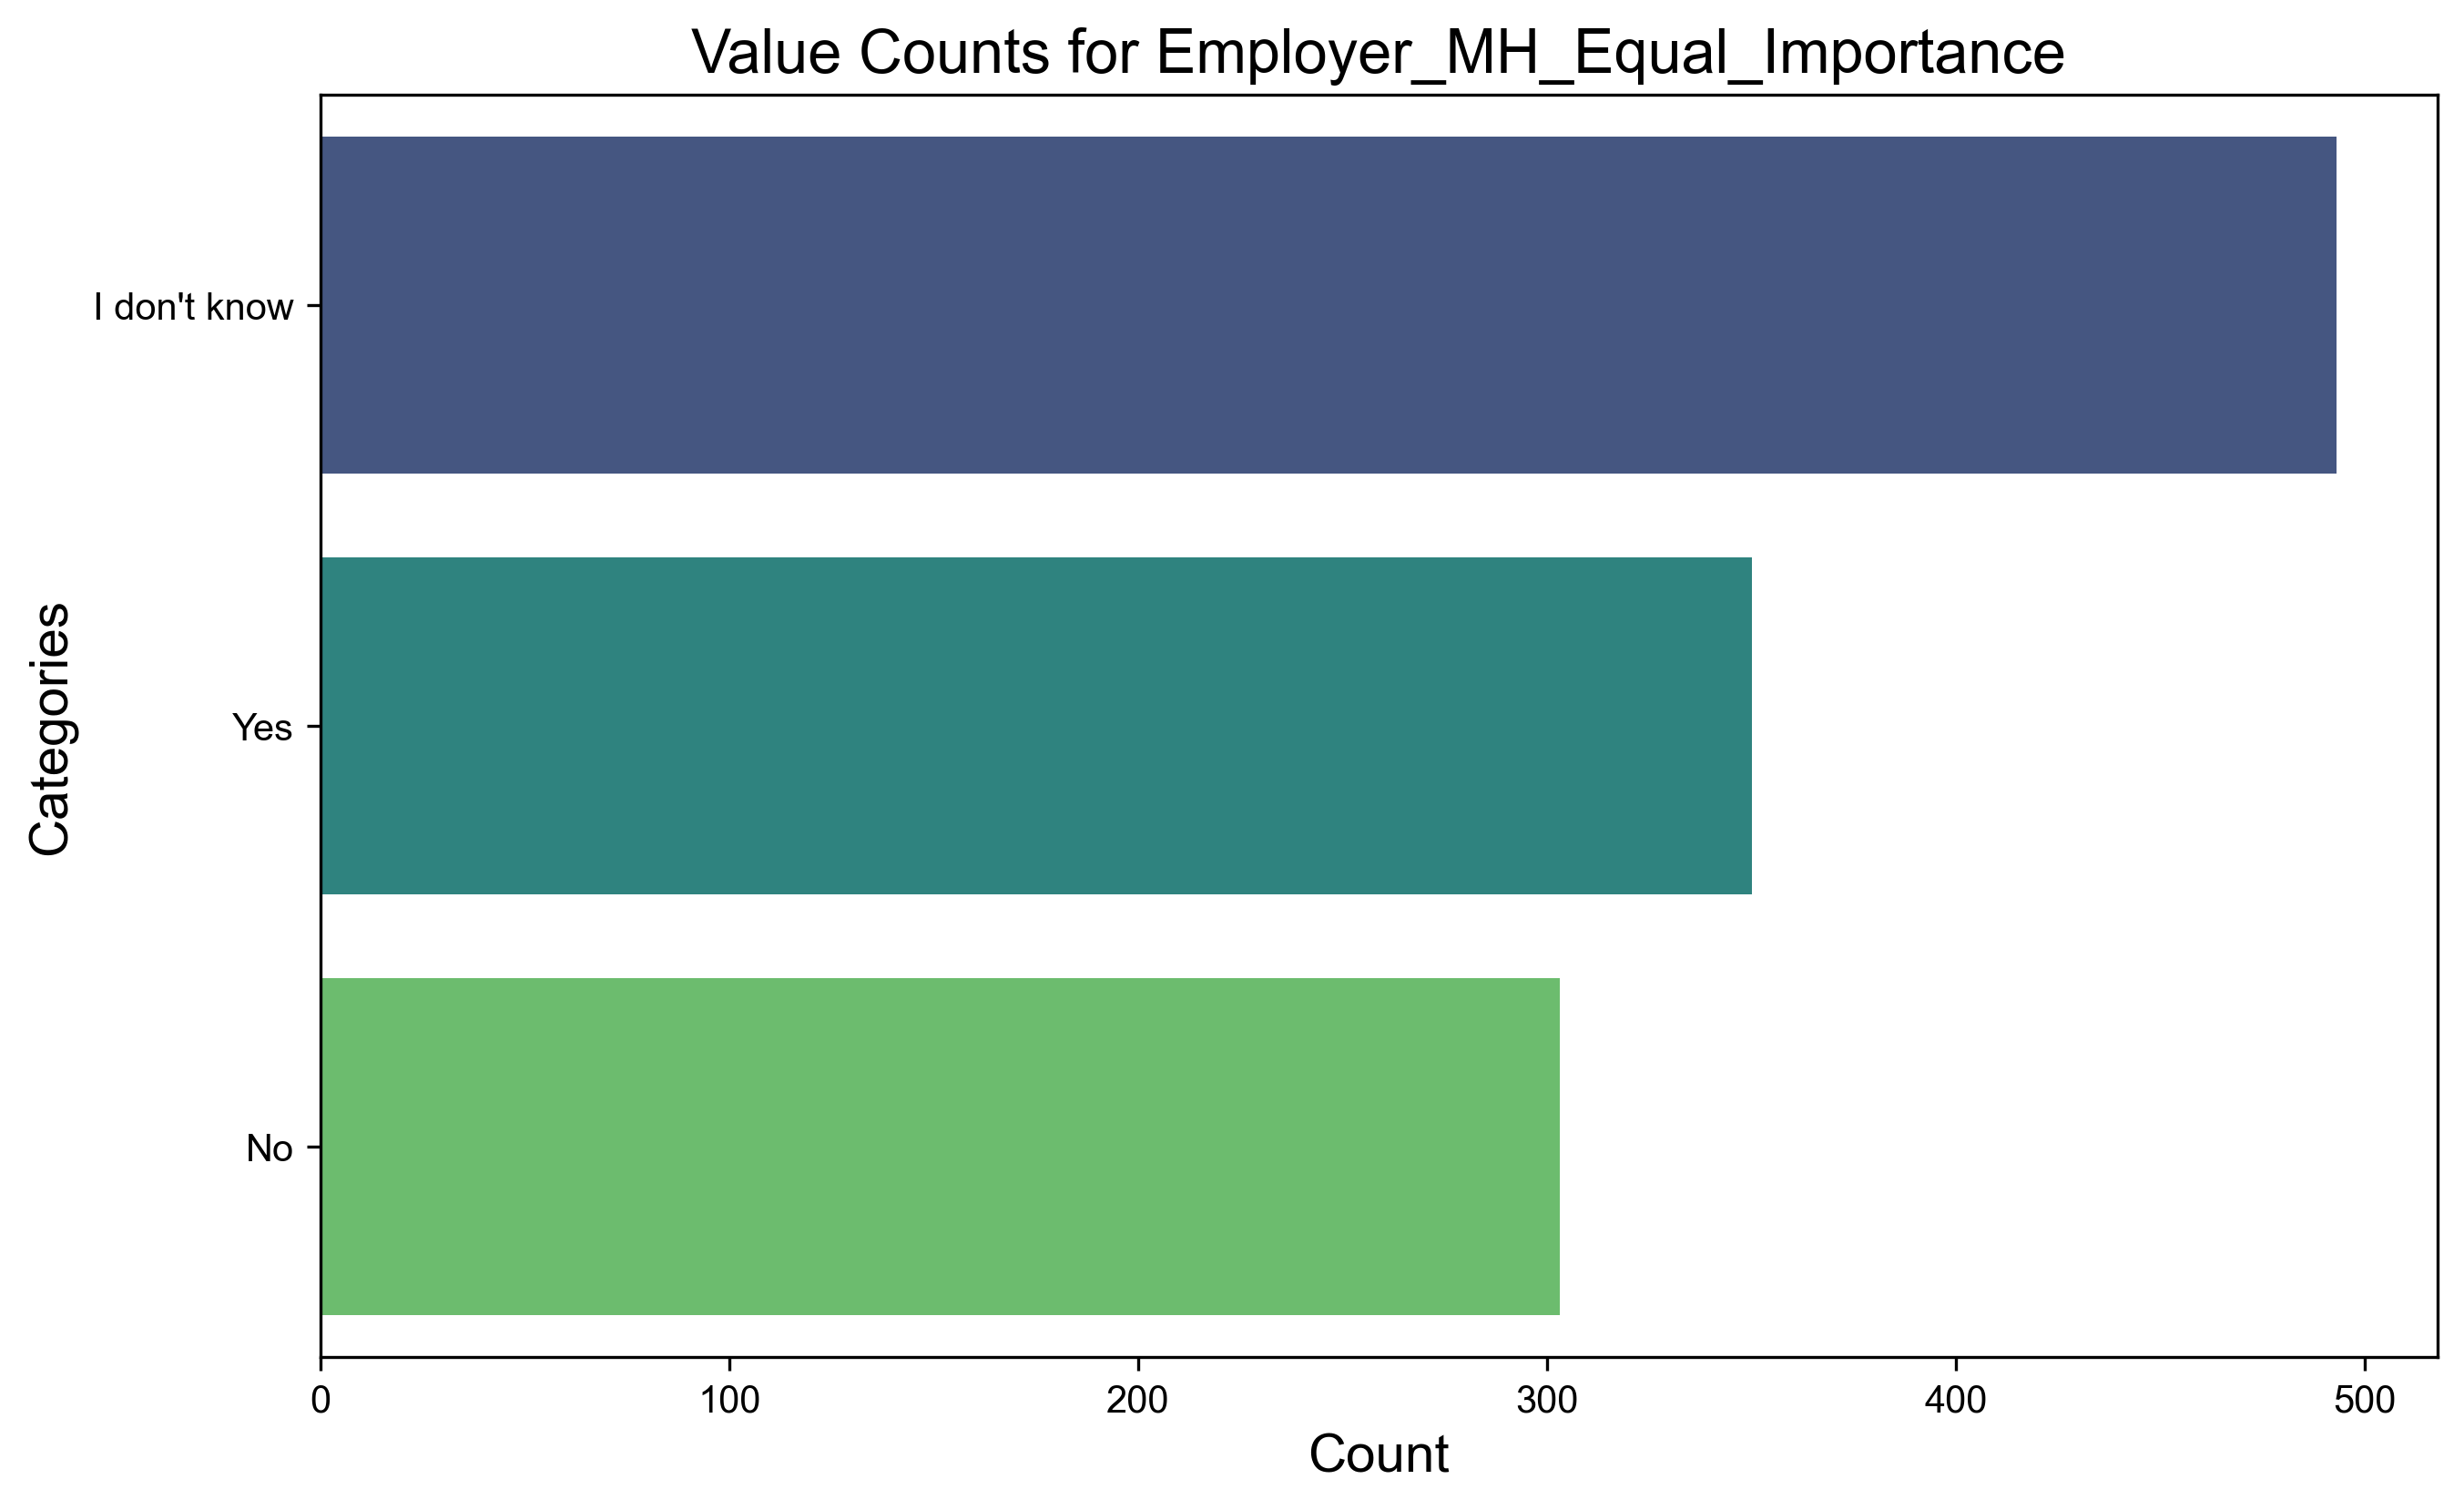 Value Counts for Employer_MH_Equal_Importance
Categories
I don't know
Yes
No
0 100 200 300 400 500
Count